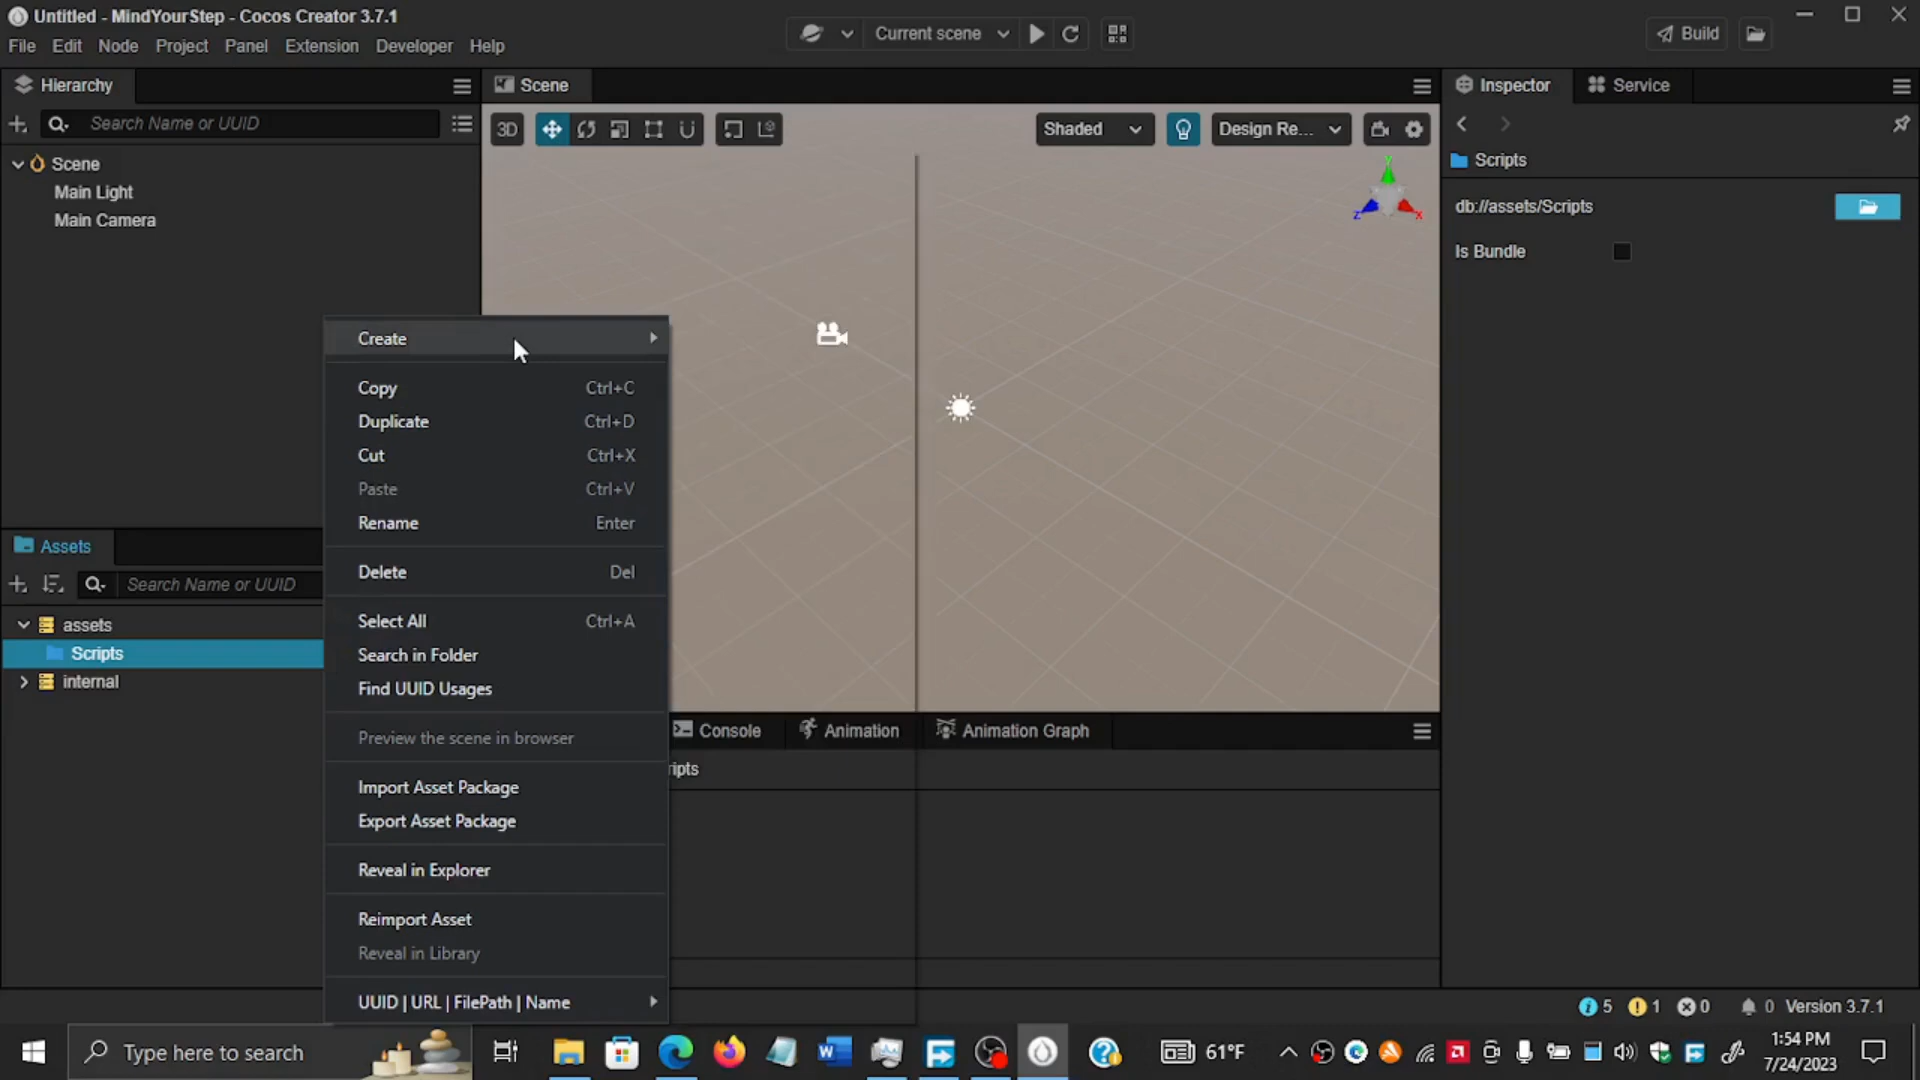 Untitled - MindYourStep - Cocos Creator 3.7.1
File Edit Node Project Panel Extension Developer Help
Current scene
Build
Hierarchy
Search Name or UUID
Scene
Main Light
Main Camera
Scene
3D
Shaded
Design Re...
Y
Z
X
Inspector
Service
Scripts
db://assets/Scripts
Is Bundle
Create
Copy Ctrl+C
Duplicate Ctrl+D
Cut Ctrl+X
Paste Ctrl+V
Rename Enter
Delete Del
Select All Ctrl+A
Search in Folder
Find UUID Usages
Preview the scene in browser
Import Asset Package
Export Asset Package
Reveal in Explorer
Reimport Asset
Reveal in Library
UUID | URL | FilePath | Name
Assets
Search Name or UUID
assets
Scripts
internal
Console
Animation
Animation Graph
ripts
5 1 0 0 Version 3.7.1
Type here to search
61°F
1:54 PM
7/24/2023